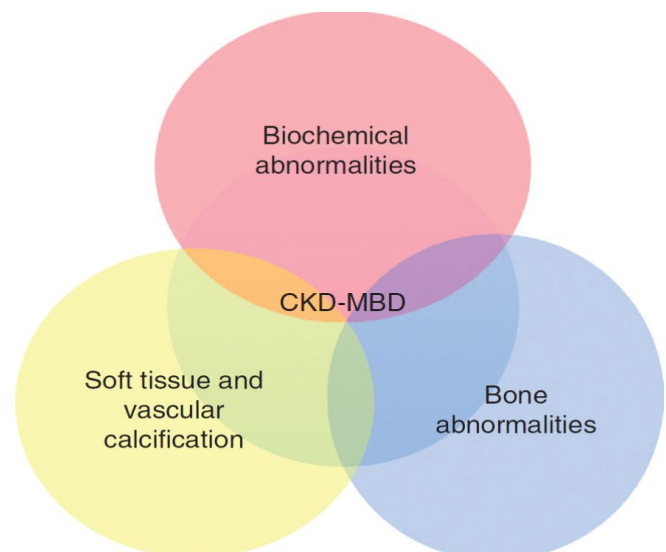 Biochemical
abnormalities
CKD-MBD
Soft tissue and
vascular
calcification
Bone
abnormalities